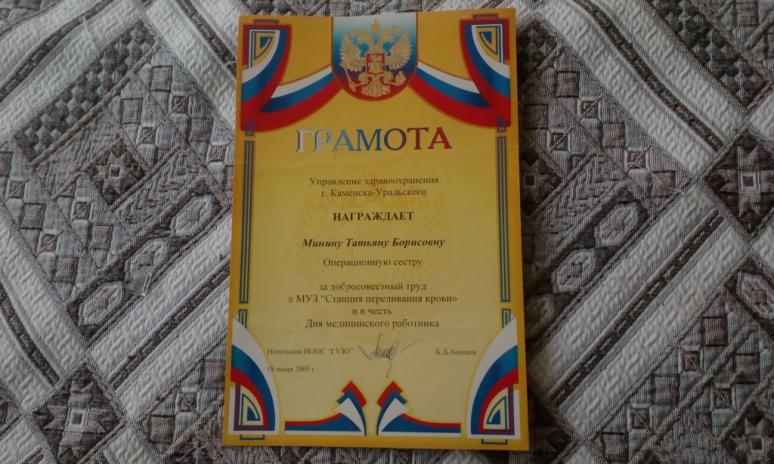 ГРАМОТА
Управление здравоохранения
г. Каменска-Уральского
НАГРАЖДАЕТ
Минину Татьяну Борисовну
Операционную сестру
за добросовестный труд
в МУЗ "Станция переливания крови»
и в честь
Дня медицинского работника
Начальник НОМС "ГУЗО" Б.Д.
19 июня 2005 г.